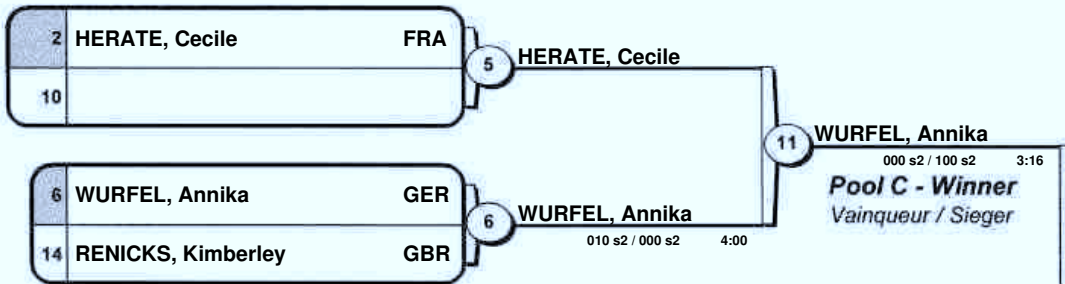 2 HERATE, Cecile FRA
5 HERATE, Cecile
10
11 WURFEL, Annika
000 s2 / 100 s2 3:16
Pool C - Winner
Vainqueur / Sieger
6 WURFEL, Annika GER
6 WURFEL, Annika
010 s2 / 000 s2 4:00
14 RENICKS, Kimberley GBR